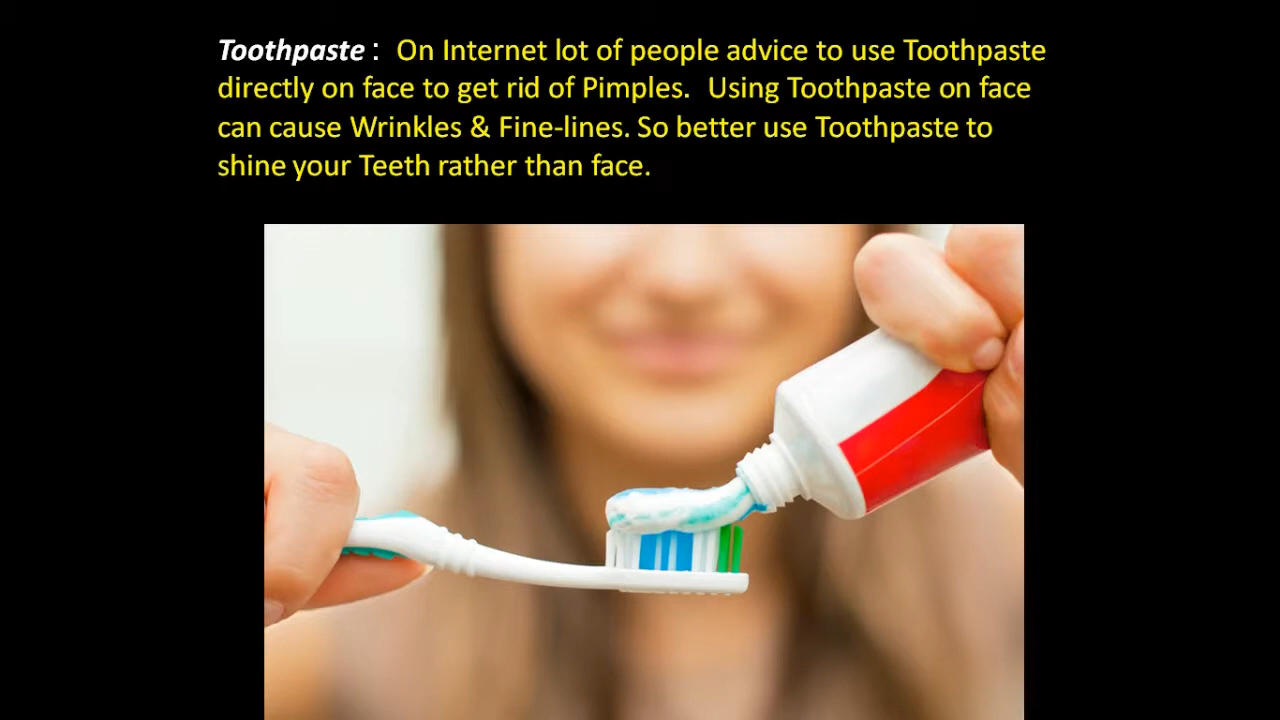 Toothpaste : On Internet lot of people advice to use Toothpaste
directly on face to get rid of Pimples. Using Toothpaste on face
can cause Wrinkles & Fine-lines. So better use Toothpaste to
shine your Teeth rather than face.